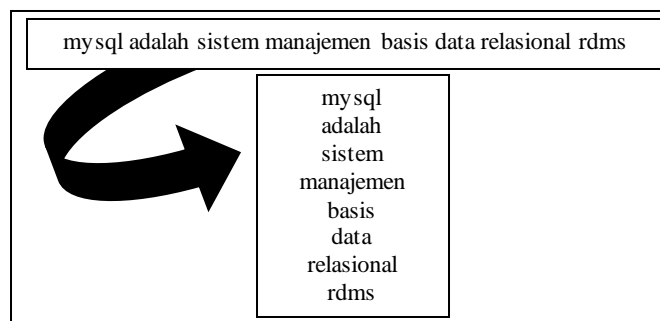 mysql adalah sistem manajemen basis data relasional rdms
mysql
adalah
sistem
manajemen
basis
data
relasional
rdms